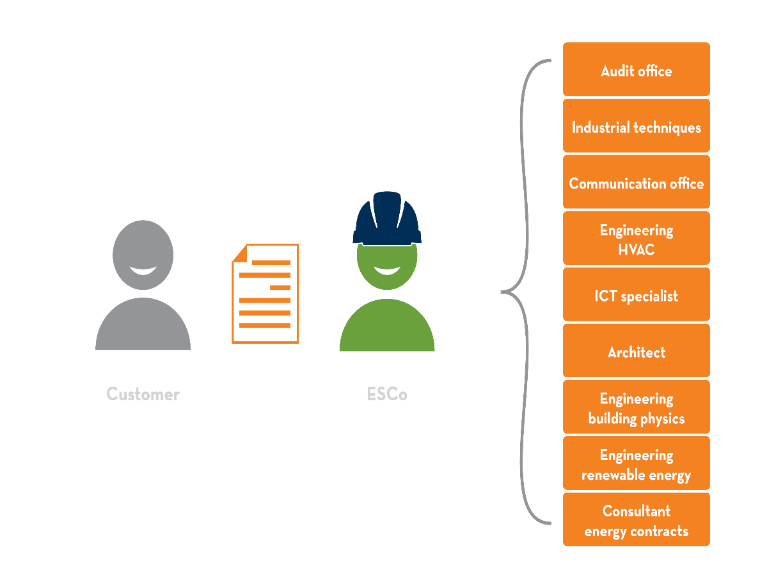 Audit office
Industrial techniques
Communication office
Engineering
HVAC
ICT specialist
Architect
Engineering
building physics
Engineering
renewable energy
Consultant
energy contracts
Customer
ESCo